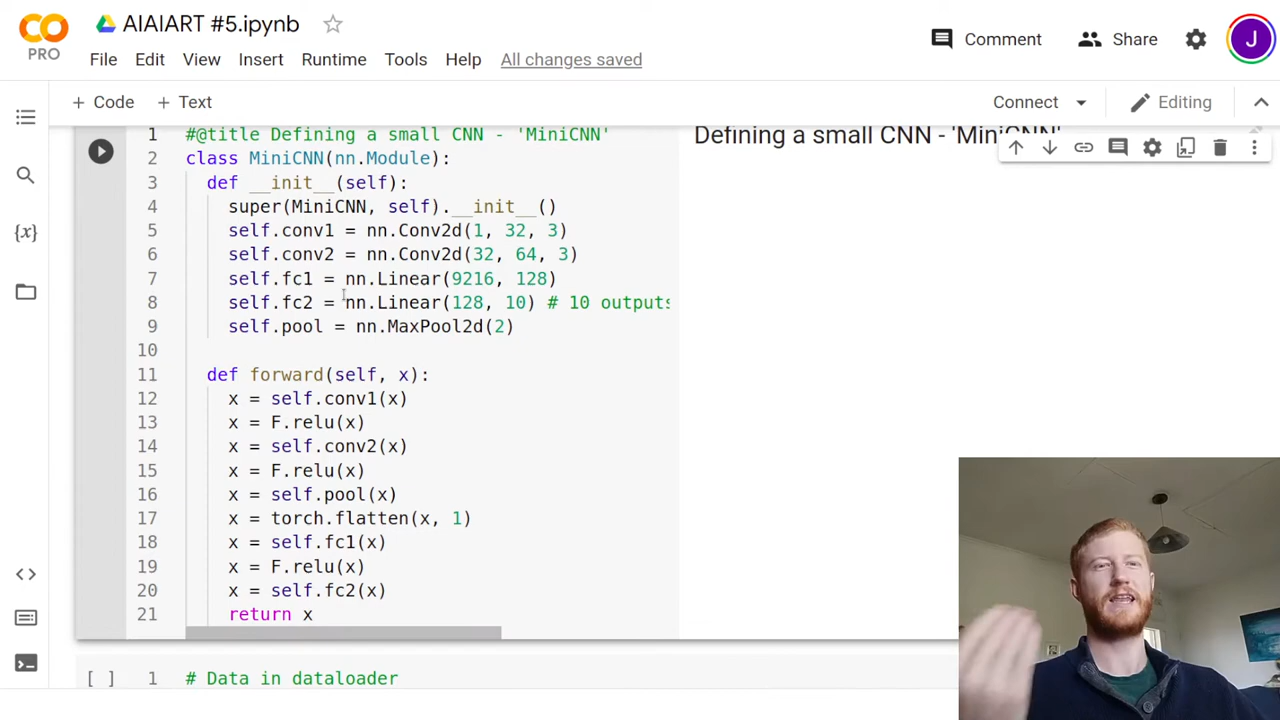 AIAIART #5.ipynb
PRO
File Edit View Insert Runtime Tools Help All changes saved
Comment Share J
+ Code + Text
Connect Editing
1 #@title Defining a small CNN - 'MiniCNN'
2 class MiniCNN(nn.Module):
3 def __init__(self):
4 super(MiniCNN, self).__init__()
5 self.conv1 = nn.Conv2d(1, 32, 3)
6 self.conv2 = nn.Conv2d(32, 64, 3)
7 self.fc1 = nn.Linear(9216, 128)
8 self.fc2 = nn.Linear(128, 10) # 10 outputs
9 self.pool = nn.MaxPool2d(2)
10
11 def forward(self, x):
12 x = self.conv1(x)
13 x = F.relu(x)
14 x = self.conv2(x)
15 x = F.relu(x)
16 x = self.pool(x)
17 x = torch.flatten(x, 1)
18 x = self.fc1(x)
19 x = F.relu(x)
20 x = self.fc2(x)
21 return x
Defining a small CNN - 'MiniCNN'
{x}
[ ] 1 # Data in dataloader